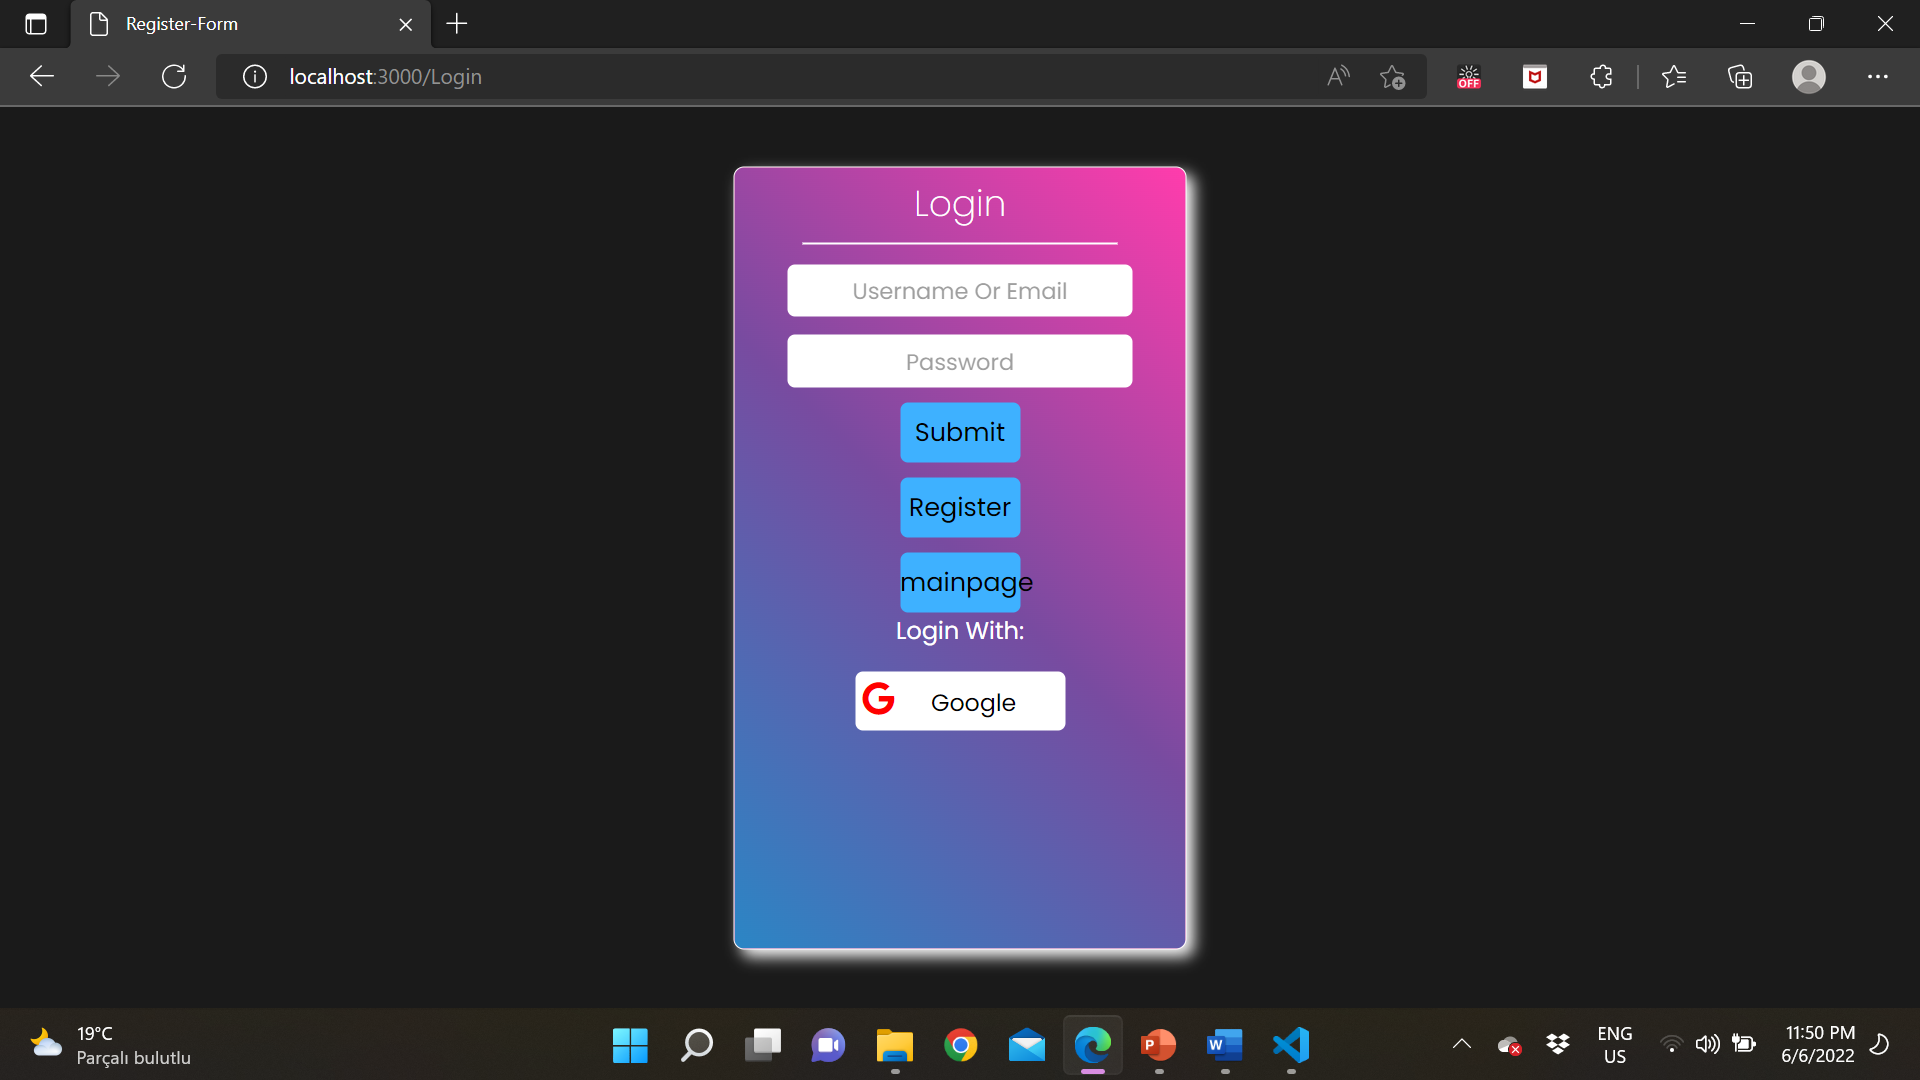 Register-Form
localhost:3000/Login
OFF
Login
Username Or Email
Password
Submit
Register
mainpage
Login With:
G Google
19°C
Parçalı bulutlu
P
W
ENG
US
11:50 PM
6/6/2022